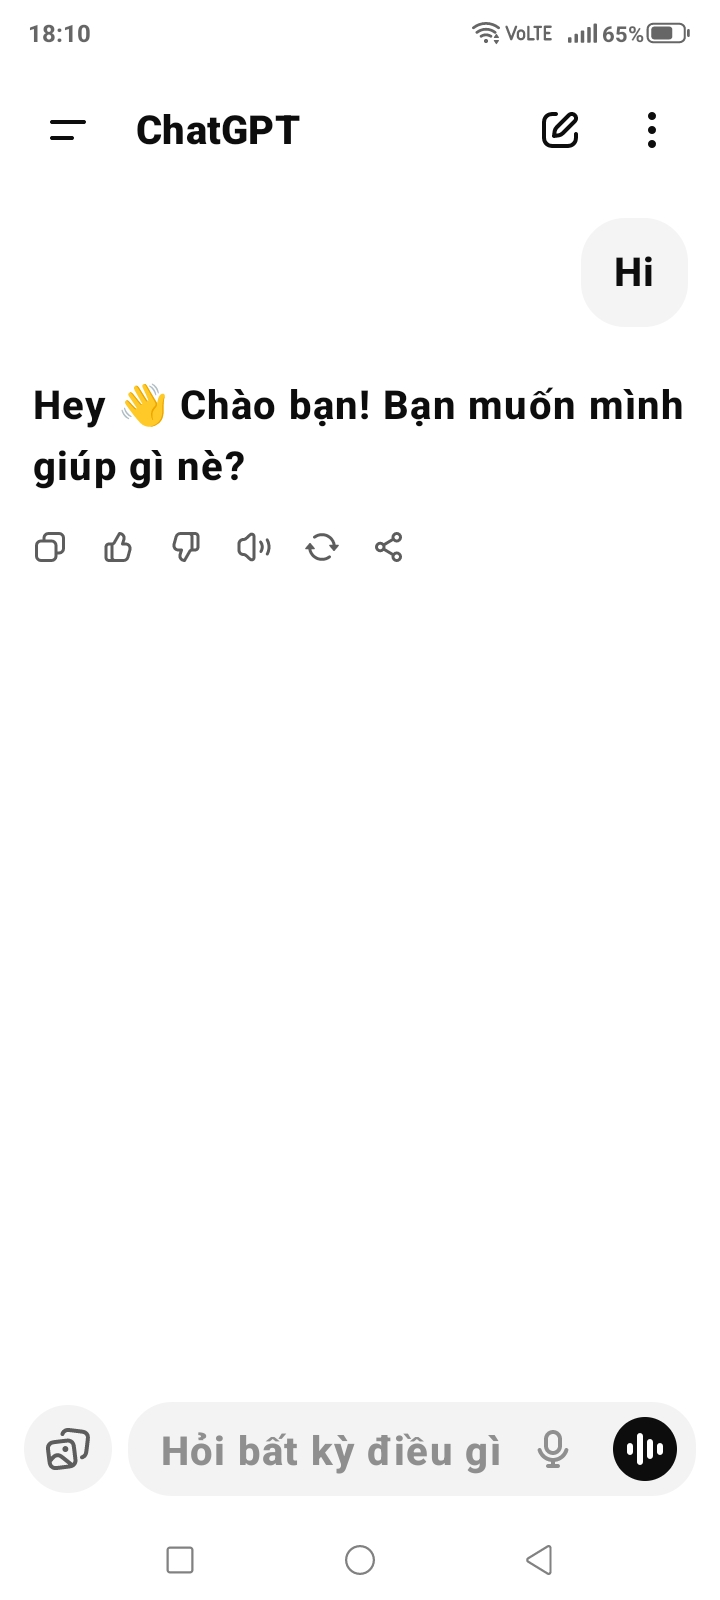 18:10
VoLTE 65%
ChatGPT
Hi
Hey 👋 Chào bạn! Bạn muốn mình
giúp gì nè?
Hỏi bất kỳ điều gì